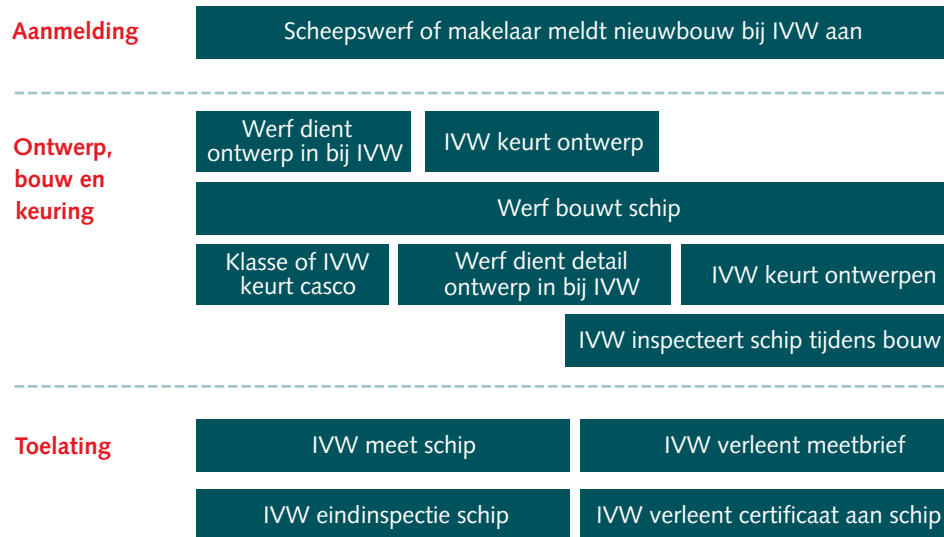 Aanmelding
Scheepswerf of makelaar meldt nieuwbouw bij IVW aan
Ontwerp,
bouw en
keuring
Werf dient
ontwerp in bij IVW
IVW keurt ontwerp
Werf bouwt schip
Klasse of IVW
keurt casco
Werf dient detail
ontwerp in bij IVW
IVW keurt ontwerpen
IVW inspecteert schip tijdens bouw
Toelating
IVW meet schip
IVW verleent meetbrief
IVW eindinspectie schip
IVW verleent certificaat aan schip